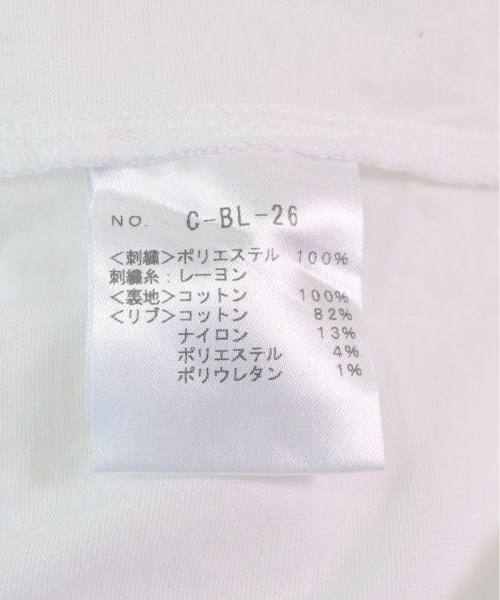 NO. C-BL-26
<刺繍>ポリエステル 100%
刺繍糸:レーヨン
<裏地>コットン 100%
<リブ>コットン 82%
ナイロン 13%
ポリエステル 4%
ポリウレタン 1%